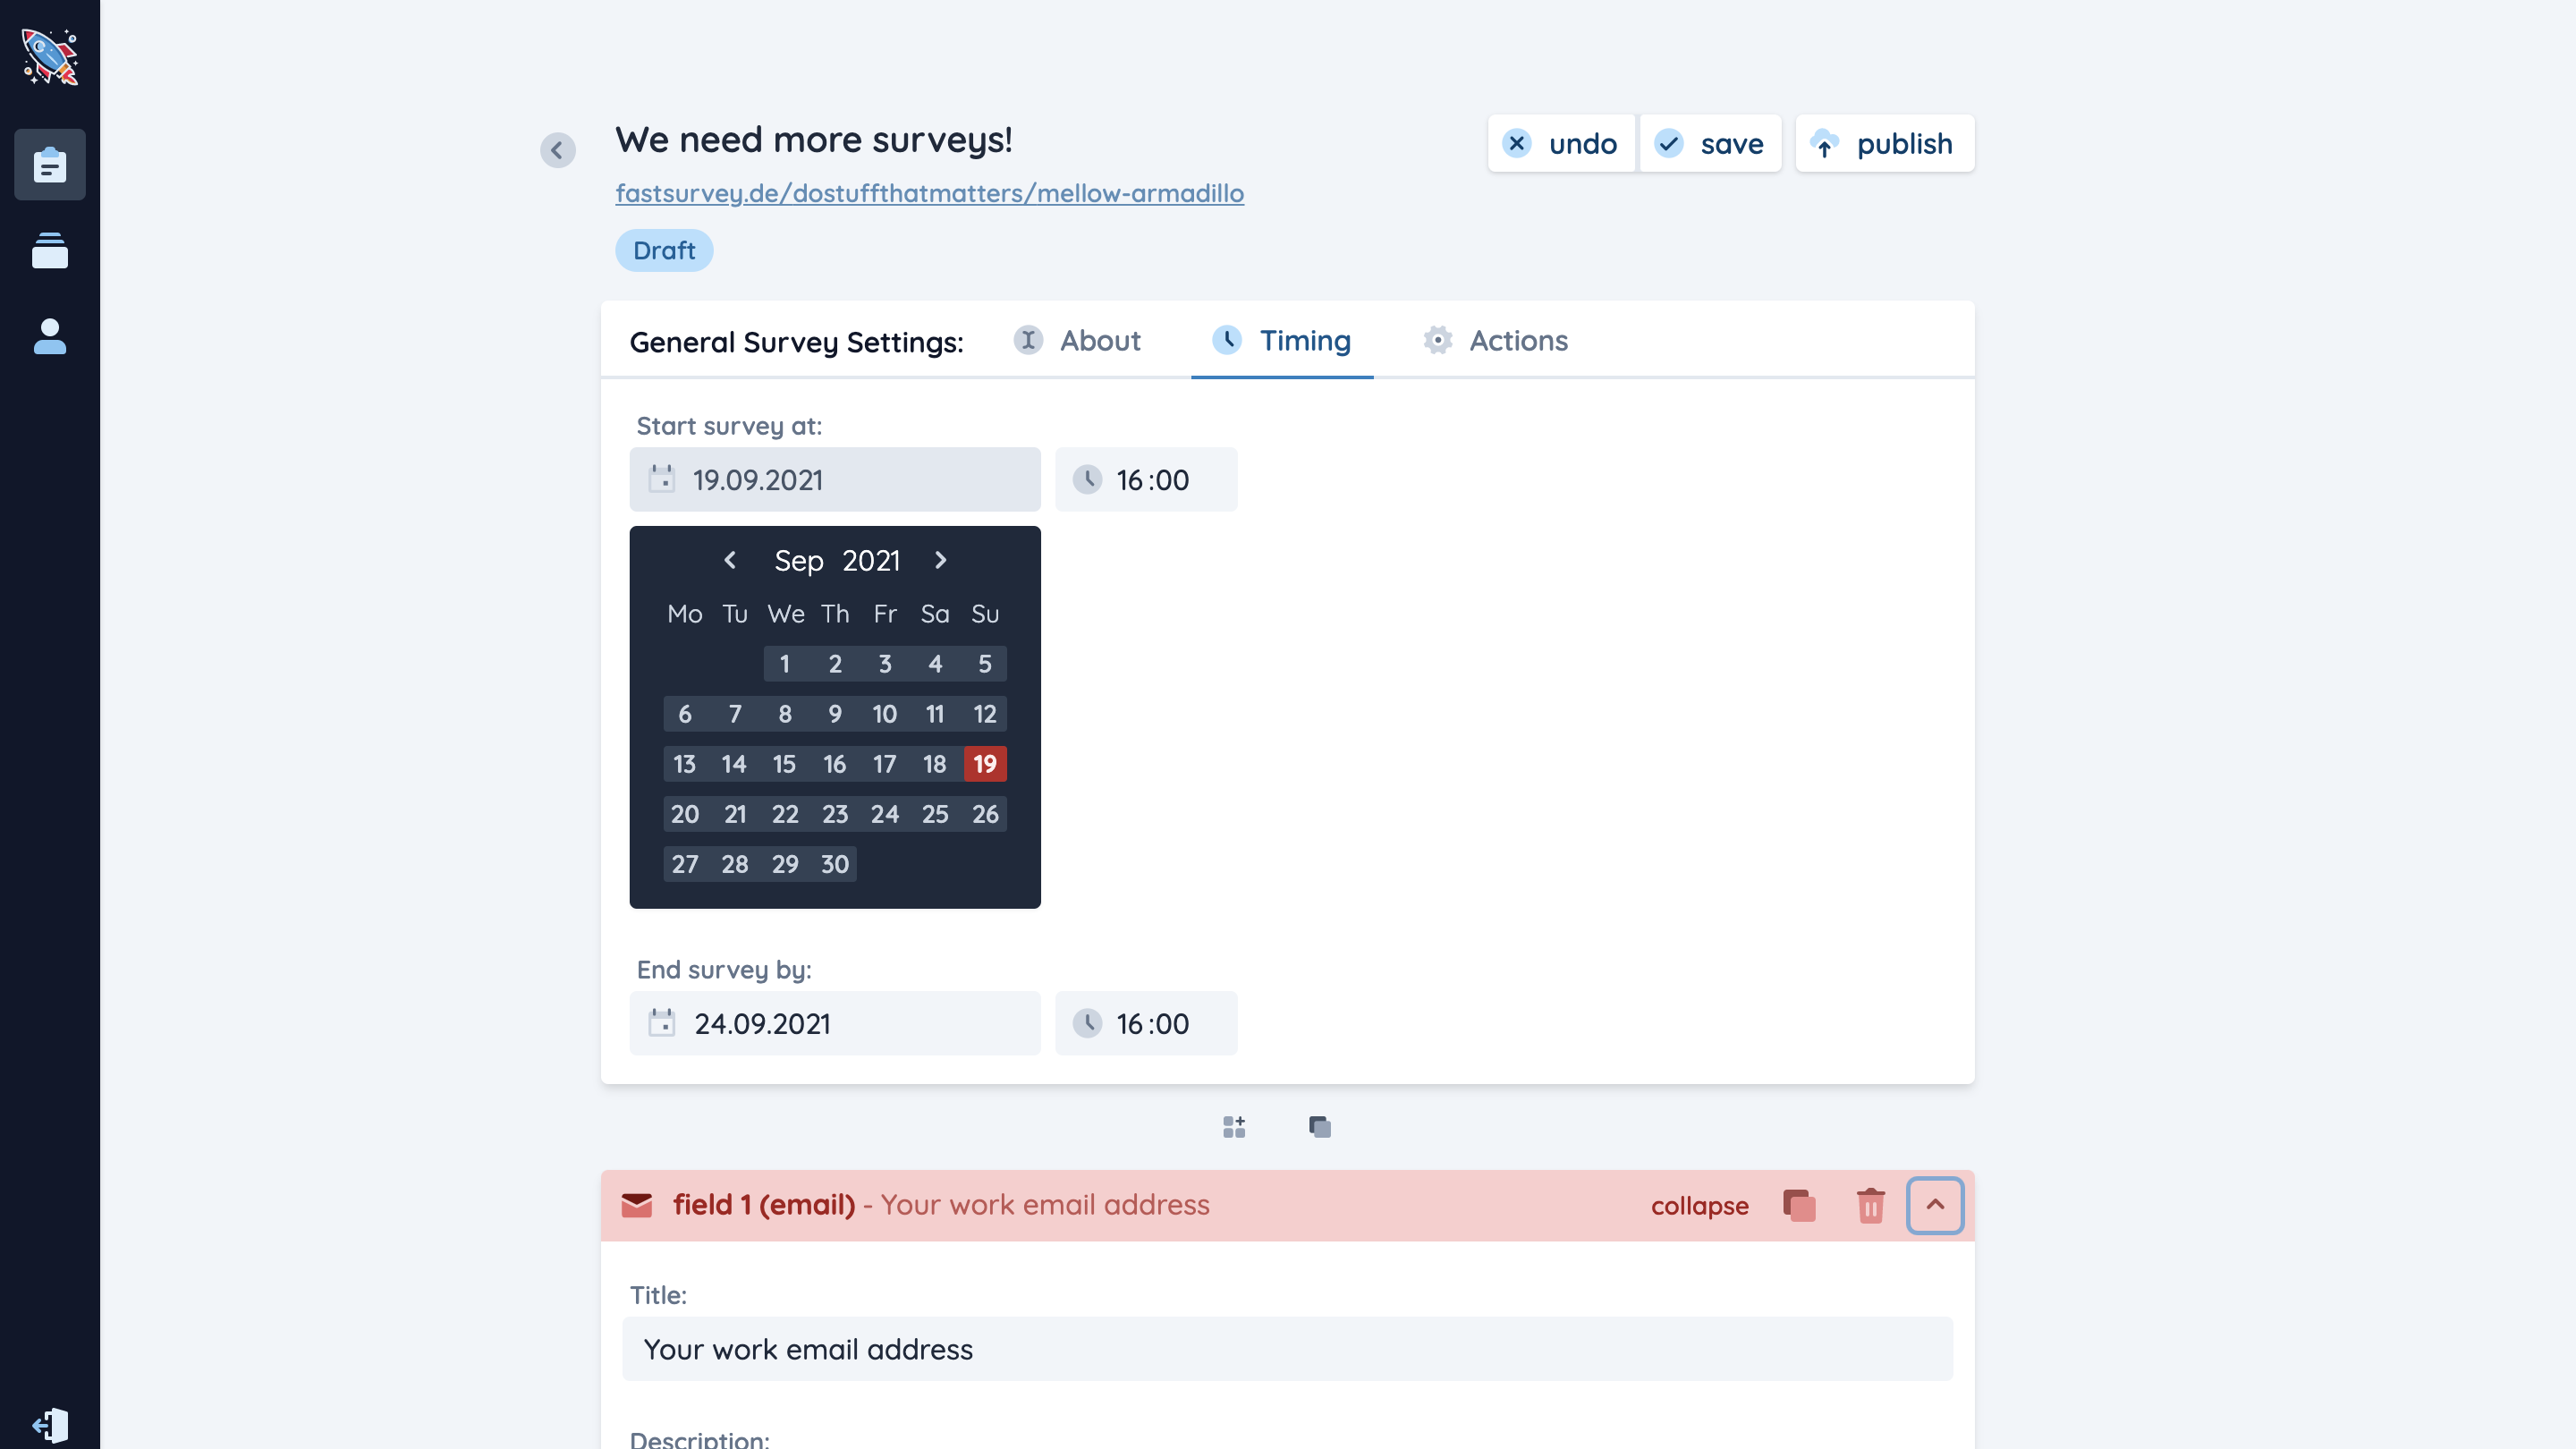 We need more surveys!
undo save publish
fastsurvey.de/dostuffthatmatters/mellow-armadillo
Draft
General Survey Settings: About Timing Actions
Start survey at:
19.09.2021 16:00
Sep 2021
Mo Tu We Th Fr Sa Su
1 2 3 4 5
6 7 8 9 10 11 12
13 14 15 16 17 18 19
20 21 22 23 24 25 26
27 28 29 30
End survey by:
24.09.2021 16:00
field 1 (email) - Your work email address collapse
Title:
Your work email address
Description: